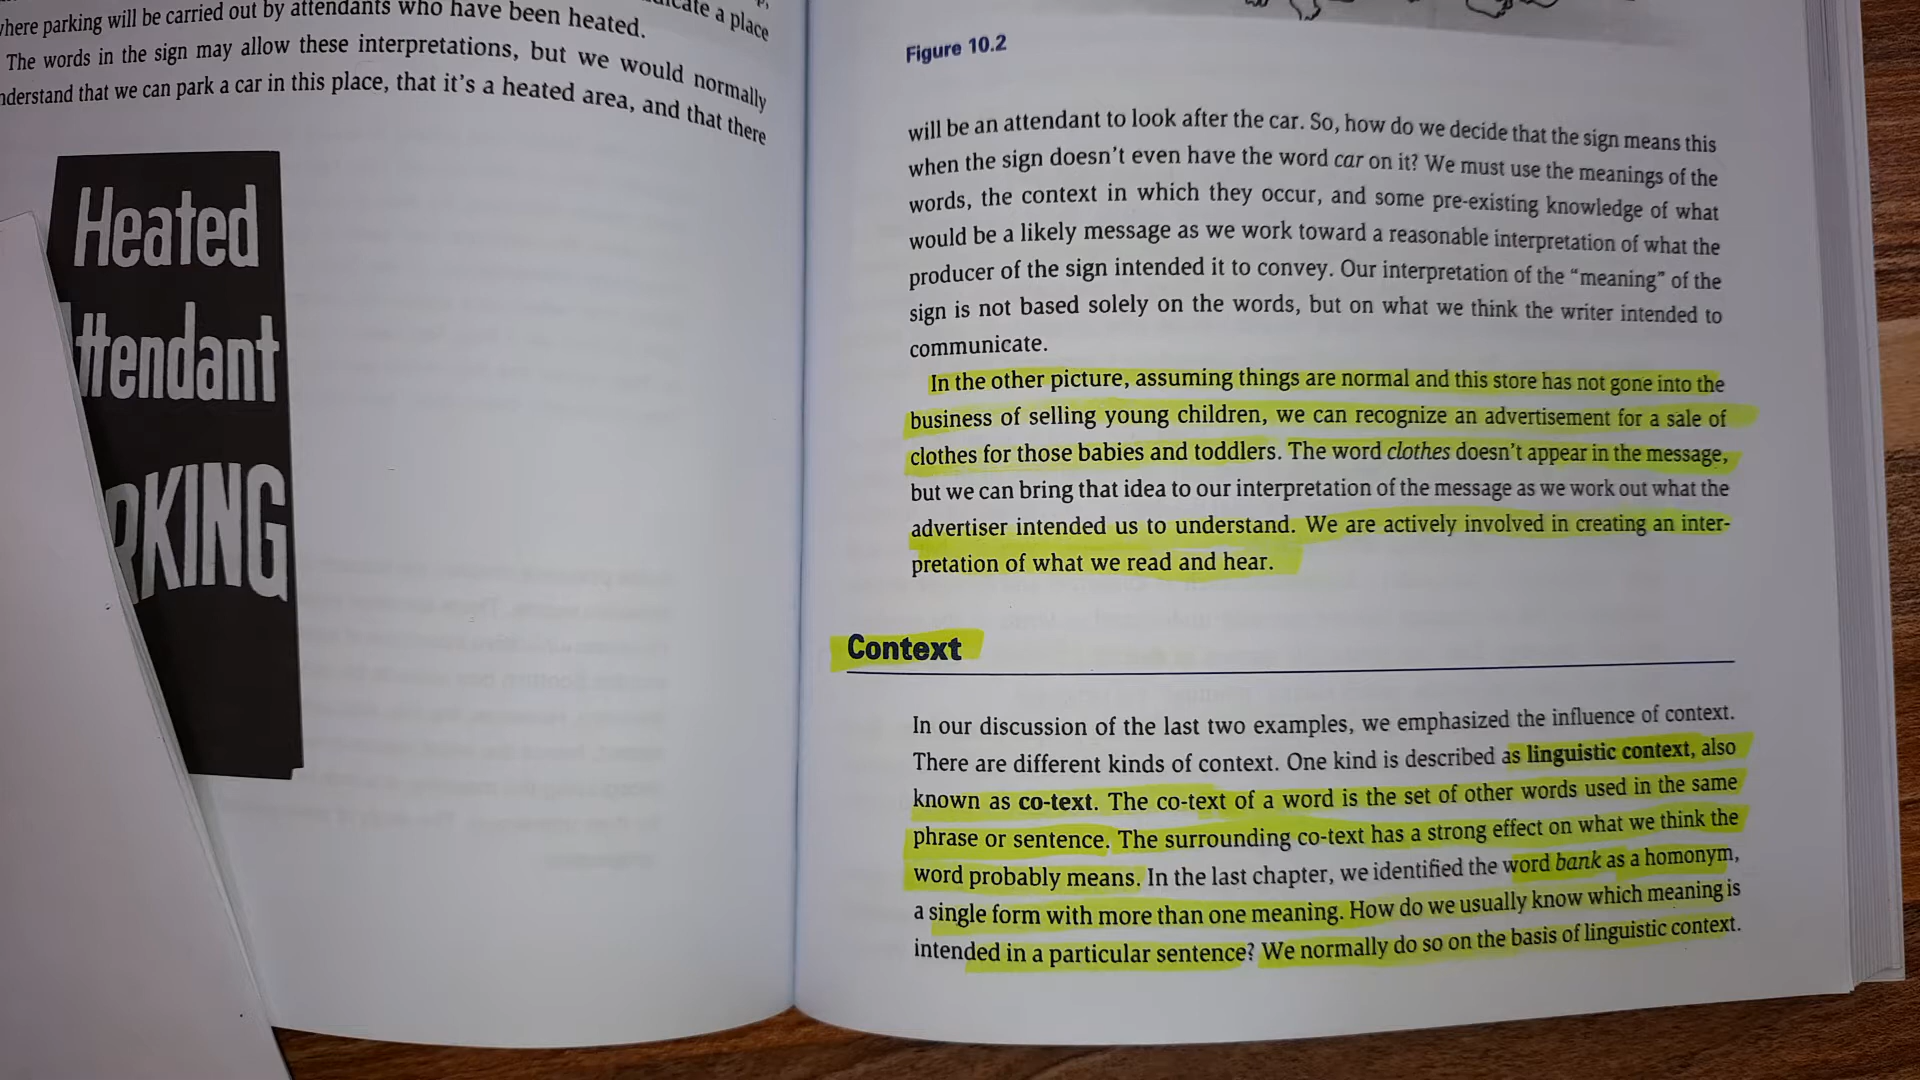 cate a place
where parking will be carried out by attendants who have been heated.
The words in the sign may allow these interpretations, but we would normally
understand that we can park a car in this place, that it's a heated area, and that there
Heated
ttendant
RKING
Figure 10.2
will be an attendant to look after the car. So, how do we decide that the sign means this
when the sign doesn't even have the word car on it? We must use the meanings of the
words, the context in which they occur, and some pre-existing knowledge of what
would be a likely message as we work toward a reasonable interpretation of what the
producer of the sign intended it to convey. Our interpretation of the “meaning” of the
sign is not based solely on the words, but on what we think the writer intended to
communicate.
In the other picture, assuming things are normal and this store has not gone into the
business of selling young children, we can recognize an advertisement for a sale of
clothes for those babies and toddlers. The word clothes doesn't appear in the message,
but we can bring that idea to our interpretation of the message as we work out what the
advertiser intended us to understand. We are actively involved in creating an inter-
pretation of what we read and hear.
Context
In our discussion of the last two examples, we emphasized the influence of context.
There are different kinds of context. One kind is described as linguistic context, also
known as co-text. The co-text of a word is the set of other words used in the same
phrase or sentence. The surrounding co-text has a strong effect on what we think the
word probably means. In the last chapter, we identified the word bank as a homonym,
a single form with more than one meaning. How do we usually know which meaning is
intended in a particular sentence? We normally do so on the basis of linguistic context.